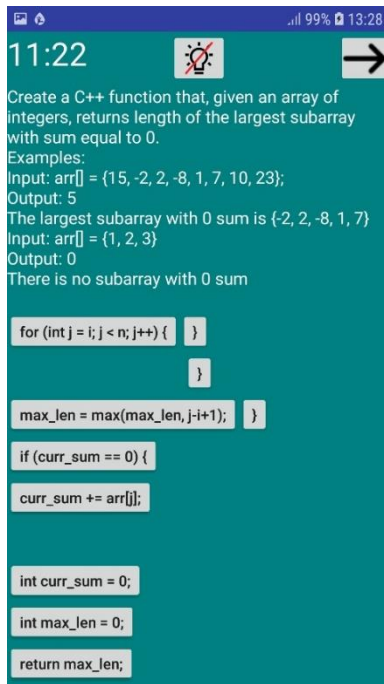 99% 13:28
11:22
Create a C++ function that, given an array of
integers, returns length of the largest subarray
with sum equal to 0.
Examples:
Input: arr[] = {15, -2, 2, -8, 1, 7, 10, 23};
Output: 5
The largest subarray with 0 sum is {-2, 2, -8, 1, 7}
Input: arr[] = {1, 2, 3}
Output: 0
There is no subarray with 0 sum
for (int j = i; j < n; j++) { }
}
max_len = max(max_len, j-i+1); }
if (curr_sum == 0) {
curr_sum += arr[j];
int curr_sum = 0;
int max_len = 0;
return max_len;